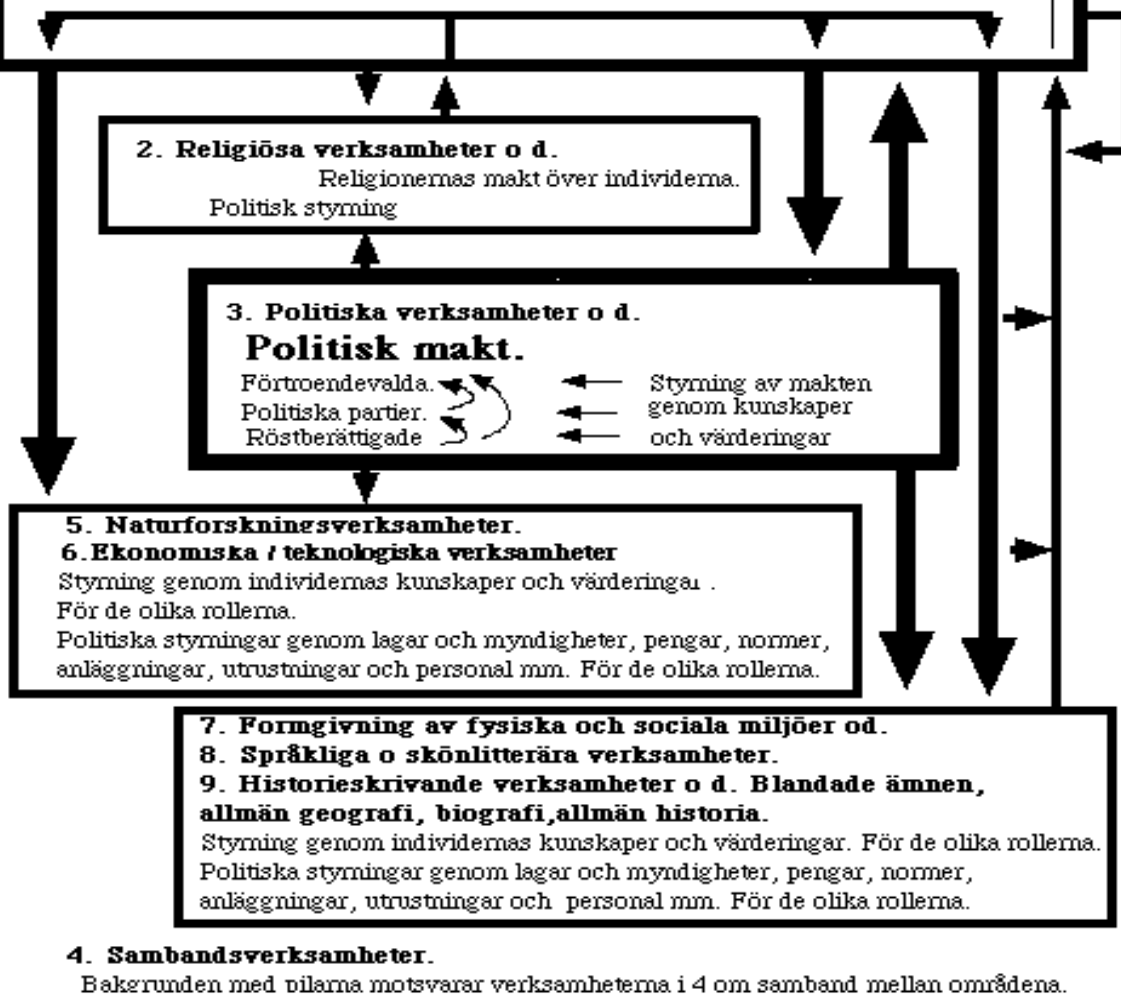 2. Religiösa verksamheter o d.
Religionernas makt över individerna.
Politisk styrning
3. Politiska verksamheter o d.
Politisk makt.
Förtroendevalda. Styrning av makten
Politiska partier. genom kunskaper
Röstberättigade och värderingar
5. Naturforskningsverksamheter.
6.Ekonomiska / teknologiska verksamheter
Styrning genom individernas kunskaper och värderingar .
För de olika rollerna.
Politiska styrningar genom lagar och myndigheter, pengar, normer,
anläggningar, utrustningar och personal mm. För de olika rollerna.
7. Formgivning av fysiska och sociala miljöer od.
8. Språkliga o skönlitterära verksamheter.
9. Historieskrivande verksamheter o d. Blandade ämnen,
allmän geografi, biografi,allmän historia.
Styrning genom individernas kunskaper och värderingar. För de olika rollerna.
Politiska styrningar genom lagar och myndigheter, pengar, normer,
anläggningar, utrustningar och personal mm. För de olika rollerna.
4. Sambandsverksamheter.
Bakgrunden med pilarna motsvarar verksamheterna i 4 om samband mellan områdena.